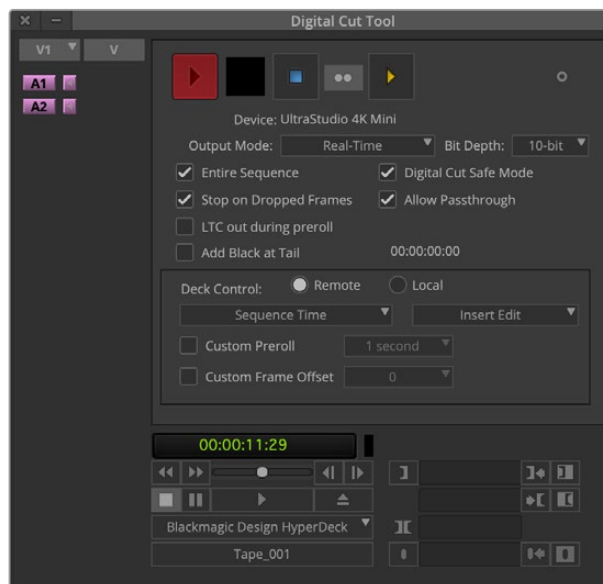 Digital Cut Tool
V1 V
A1
A2
Device: UltraStudio 4K Mini
Output Mode: Real-Time Bit Depth: 10-bit
Entire Sequence Digital Cut Safe Mode
Stop on Dropped Frames Allow Passthrough
LTC out during preroll
Add Black at Tail 00:00:00:00
Deck Control: Remote Local
Sequence Time Insert Edit
Custom Preroll 1 second
Custom Frame Offset 0
00:00:11:29
Blackmagic Design HyperDeck
Tape_001